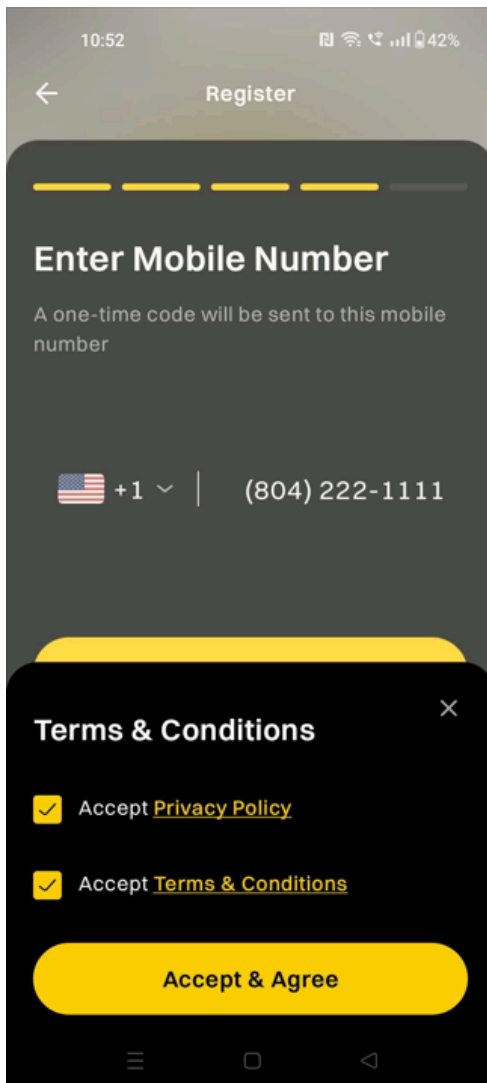 10:52
42%
Register
Enter Mobile Number
A one-time code will be sent to this mobile
number
+1
(804) 222-1111
Terms & Conditions
Accept Privacy Policy
Accept Terms & Conditions
Accept & Agree